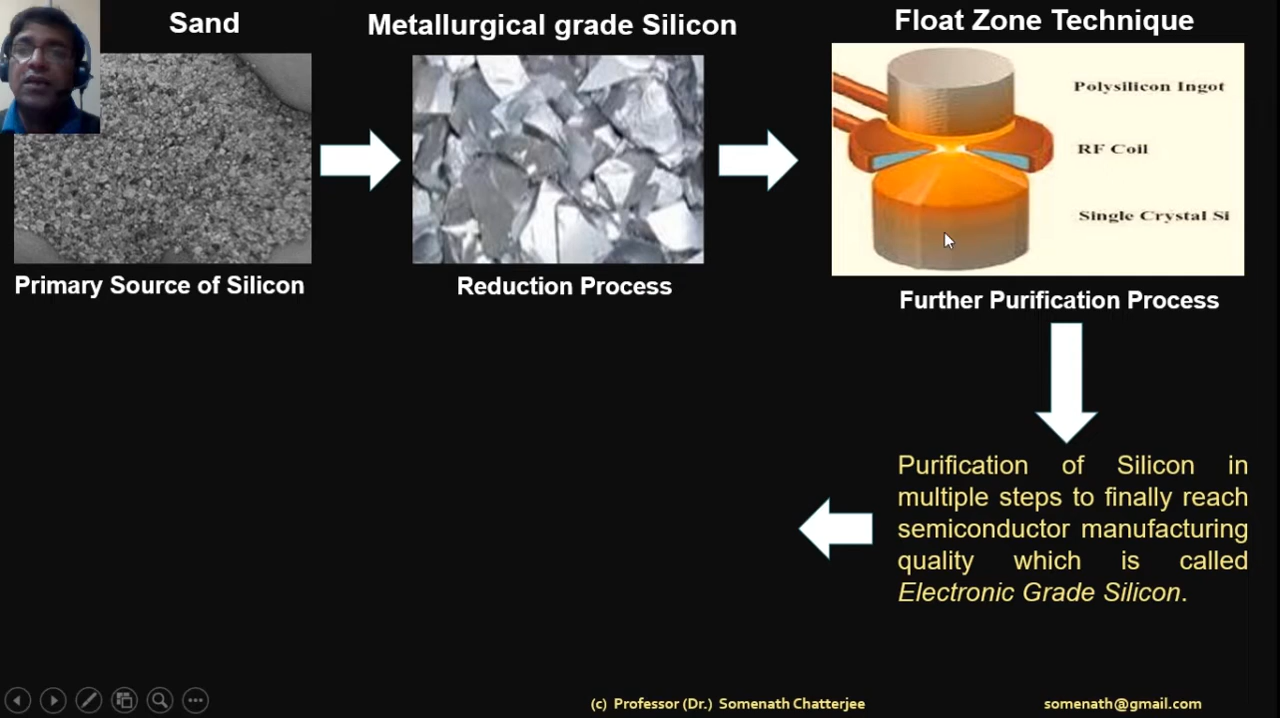 Sand
Metallurgical grade Silicon
Float Zone Technique
Polysilicon Ingot
RF Coil
Single Crystal Si
Primary Source of Silicon
Reduction Process
Further Purification Process
Purification of Silicon in
multiple steps to finally reach
semiconductor manufacturing
quality which is called
Electronic Grade Silicon.
(c) Professor (Dr.) Somenath Chatterjee
somenath@gmail.com